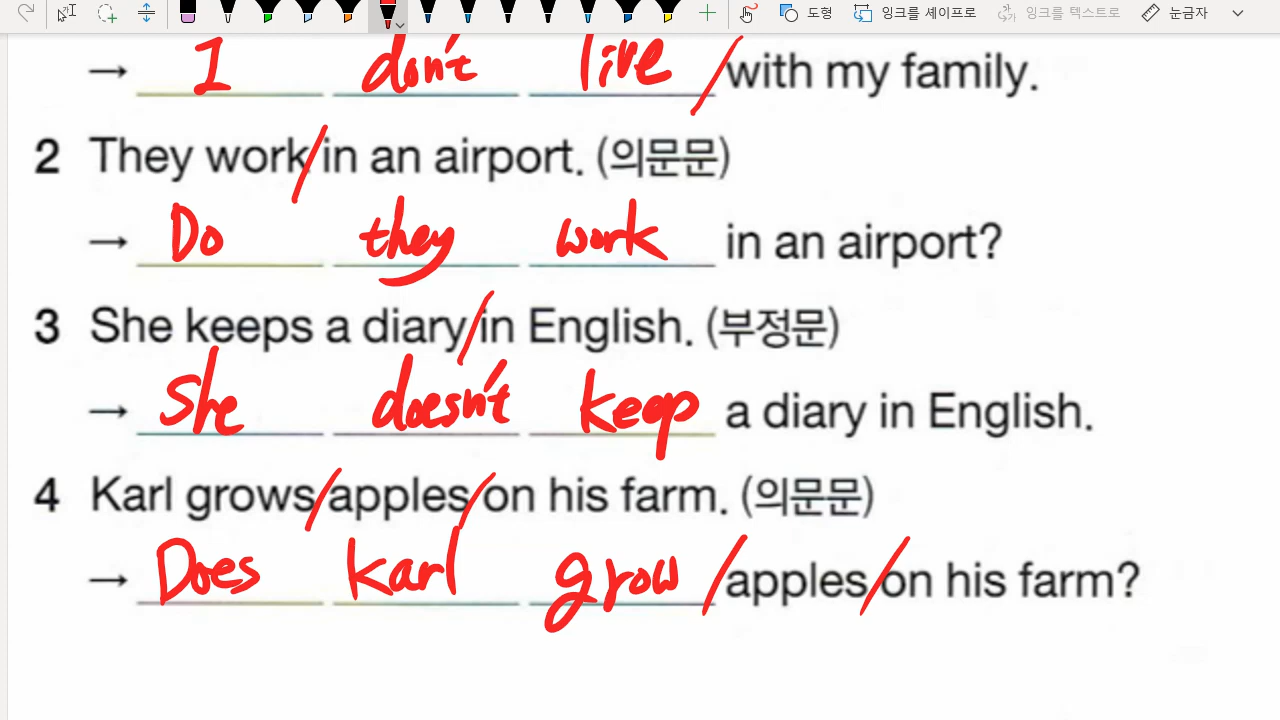 도형 잉크를 셰이프로 잉크를 텍스트로 눈금자
→ I don't live / with my family.
2 They work / in an airport. (의문문)
→ Do they work in an airport?
3 She keeps a diary / in English. (부정문)
→ She doesn't keep a diary in English.
4 Karl grows / apples / on his farm. (의문문)
→ Does karl grow / apples / on his farm?